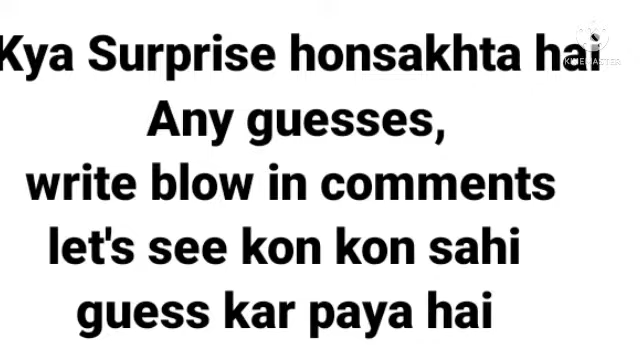 Kya Surprise honsakhta hai
Any guesses,
write blow in comments
let's see kon kon sahi
guess kar paya hai
KINEMASTER